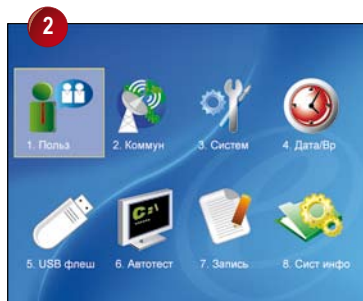 2
1. Польз
2. Коммун
3. Систем
4. Дата/Вр
5. USB флеш
6. Автотест
7. Запись
8. Сист инфо
C:\